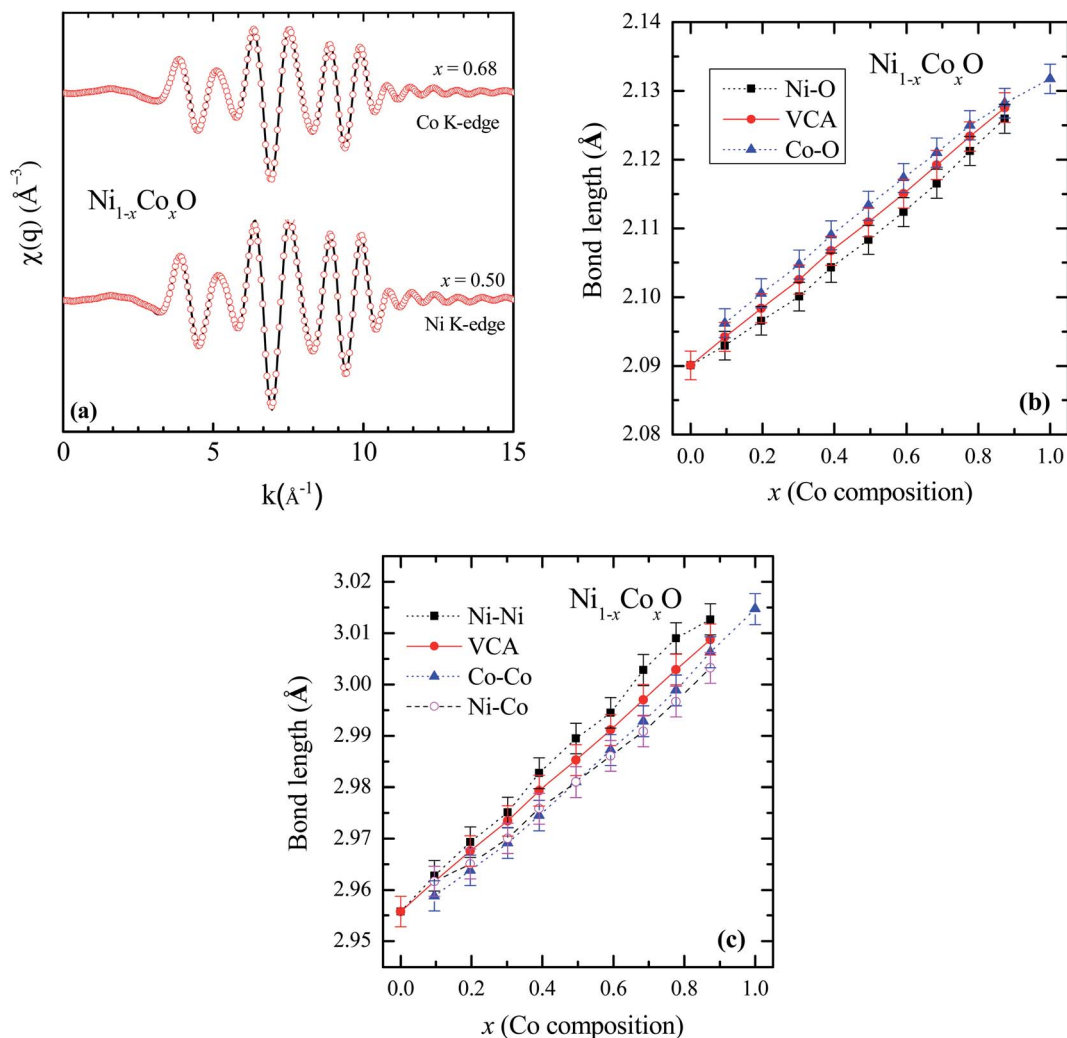 x = 0.68
Co K-edge
Ni₁₋ₓCoₓO
x = 0.50
Ni K-edge
(a)
χ(q) (Å⁻³)
0 5 10 15
k(Å⁻¹)
2.14
2.13
2.12
2.11
2.10
2.09
2.08
Bond length (Å)
Ni₁₋ₓCoₓO
Ni-O
VCA
Co-O
(b)
0.0 0.2 0.4 0.6 0.8 1.0
x (Co composition)
3.02
3.01
3.00
2.99
2.98
2.97
2.96
2.95
Bond length (Å)
Ni₁₋ₓCoₓO
Ni-Ni
VCA
Co-Co
Ni-Co
(c)
0.0 0.2 0.4 0.6 0.8 1.0
x (Co composition)